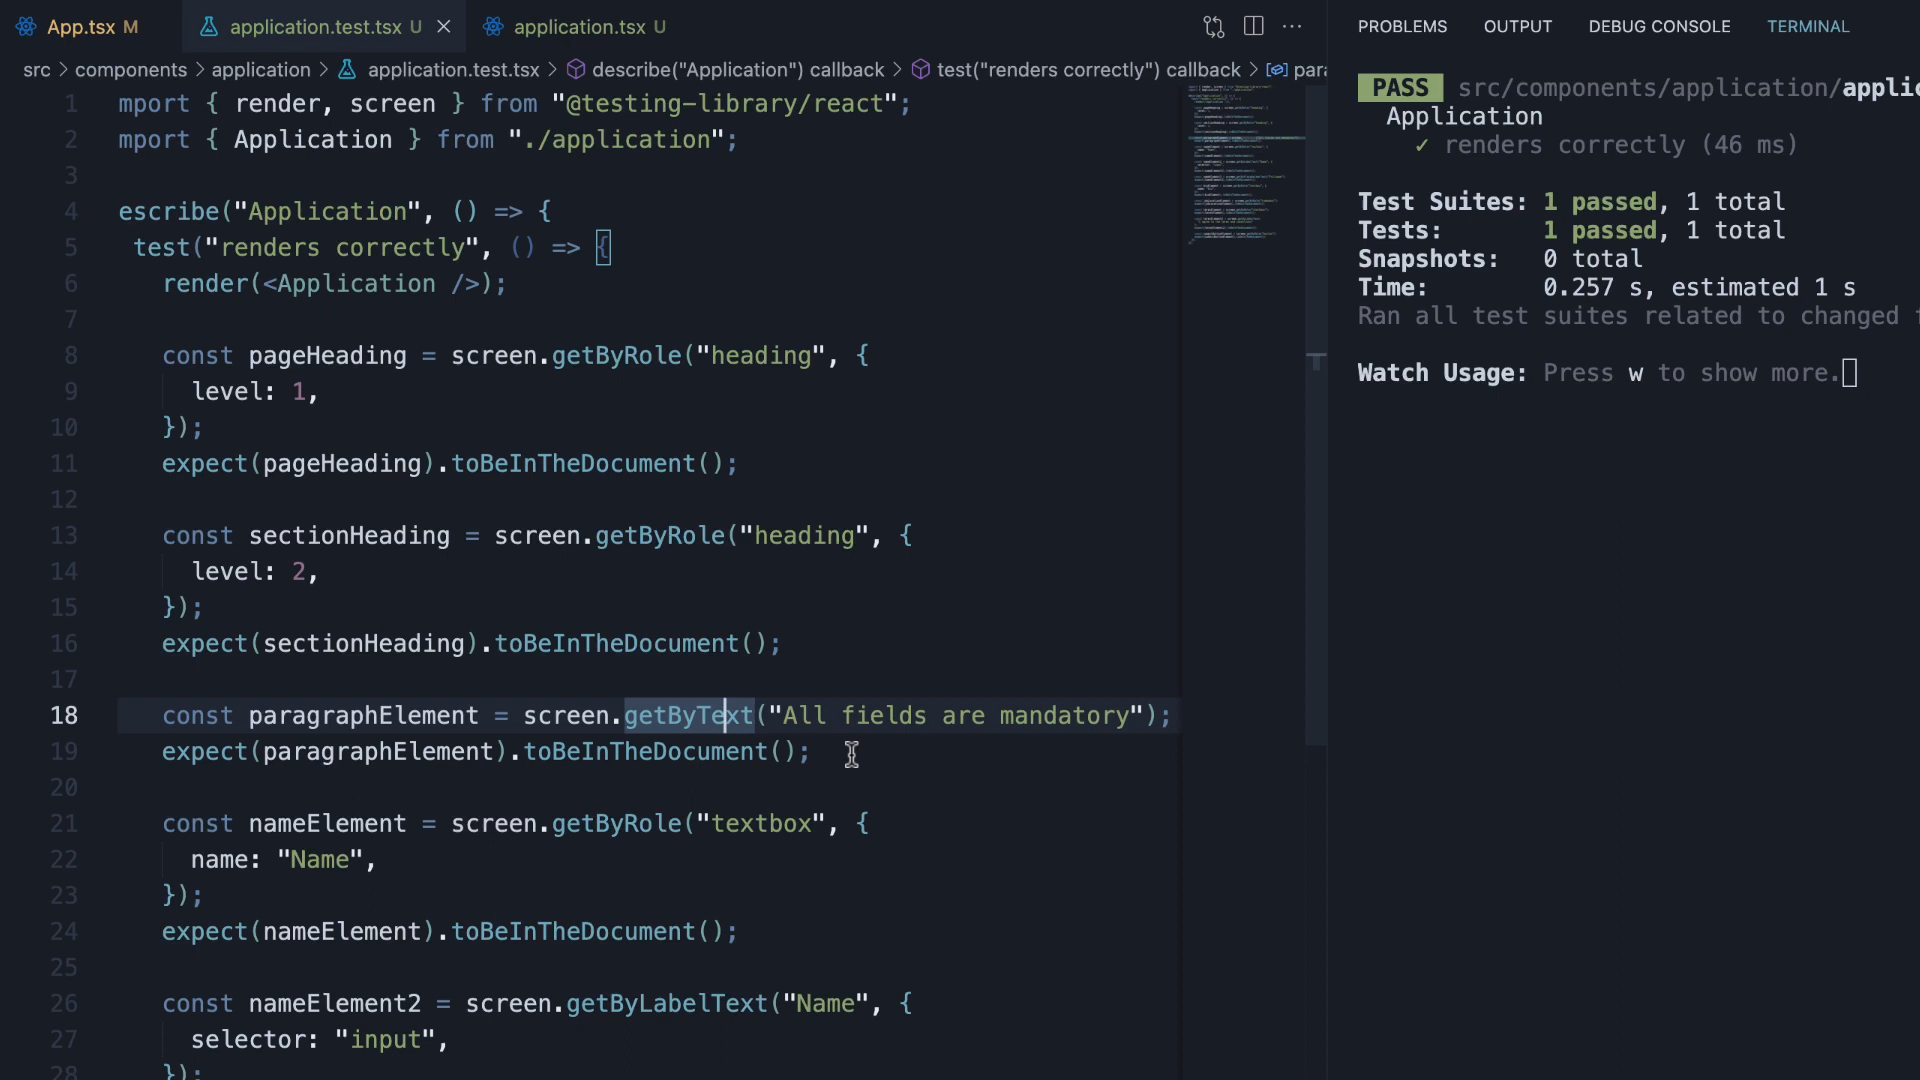 App.tsx M
application.test.tsx U
application.tsx U
src > components > application > application.test.tsx > describe("Application") callback > test("renders correctly") callback > para
1 mport { render, screen } from "@testing-library/react";
2 mport { Application } from "./application";
3
4 escribe("Application", () => {
5 test("renders correctly", () => {
6 render(<Application />);
7
8 const pageHeading = screen.getByRole("heading", {
9 level: 1,
10 });
11 expect(pageHeading).toBeInTheDocument();
12
13 const sectionHeading = screen.getByRole("heading", {
14 level: 2,
15 });
16 expect(sectionHeading).toBeInTheDocument();
17
18 const paragraphElement = screen.getByText("All fields are mandatory");
19 expect(paragraphElement).toBeInTheDocument();
20
21 const nameElement = screen.getByRole("textbox", {
22 name: "Name",
23 });
24 expect(nameElement).toBeInTheDocument();
25
26 const nameElement2 = screen.getByLabelText("Name", {
27 selector: "input",
28 });
PROBLEMS OUTPUT DEBUG CONSOLE TERMINAL
PASS src/components/application/applic
Application
✓ renders correctly (46 ms)
Test Suites: 1 passed, 1 total
Tests: 1 passed, 1 total
Snapshots: 0 total
Time: 0.257 s, estimated 1 s
Ran all test suites related to changed
Watch Usage: Press w to show more.